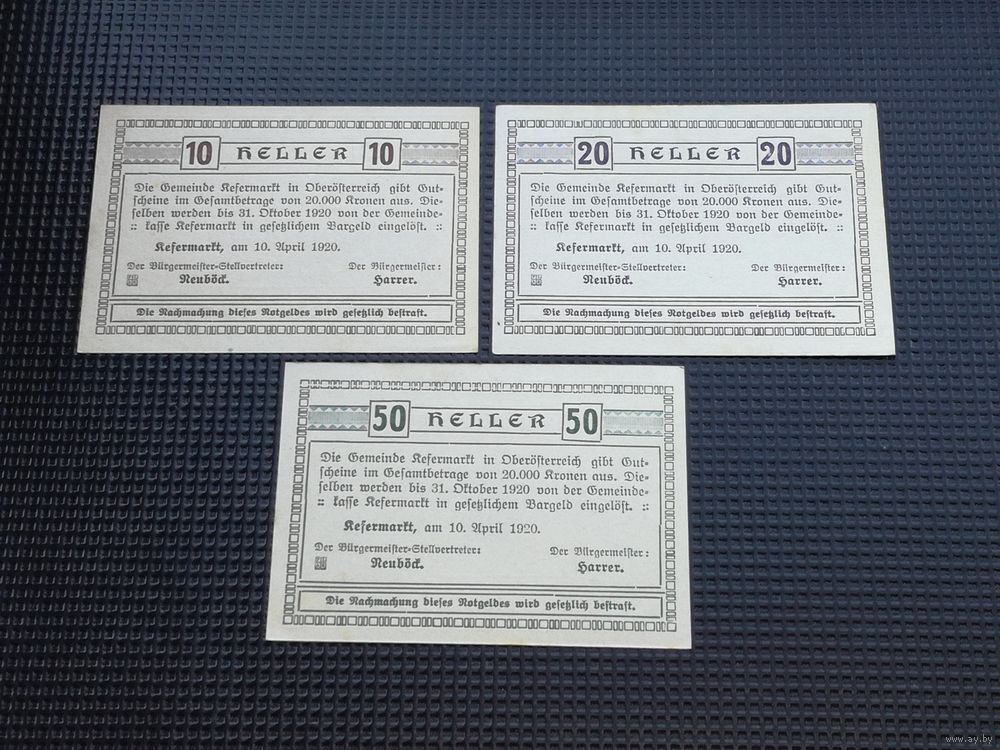 10 HELLER 10
Die Gemeinde Kefermarkt in Oberösterreich gibt Gut-
scheine im Gesamtbetrage von 20.000 Kronen aus. Die-
selben werden bis 31. Oktober 1920 von der Gemeinde-
:: kasse Kefermarkt in gesetzlichem Bargeld eingelöst. ::
Kefermarkt, am 10. April 1920.
Der Bürgermeister-Stellvertreter: Der Bürgermeister:
Neuböck. Harrer.
Die Nachmachung dieses Notgeldes wird gesetzlich bestraft.
20 HELLER 20
Die Gemeinde Kefermarkt in Oberösterreich gibt Gut-
scheine im Gesamtbetrage von 20.000 Kronen aus. Die-
selben werden bis 31. Oktober 1920 von der Gemeinde-
:: kasse Kefermarkt in gesetzlichem Bargeld eingelöst. ::
Kefermarkt, am 10. April 1920.
Der Bürgermeister-Stellvertreter: Der Bürgermeister:
Neuböck. Harrer.
Die Nachmachung dieses Notgeldes wird gesetzlich bestraft.
50 HELLER 50
Die Gemeinde Kefermarkt in Oberösterreich gibt Gut-
scheine im Gesamtbetrage von 20.000 Kronen aus. Die-
selben werden bis 31. Oktober 1920 von der Gemeinde-
:: kasse Kefermarkt in gesetzlichem Bargeld eingelöst. ::
Kefermarkt, am 10. April 1920.
Der Bürgermeister-Stellvertreter: Der Bürgermeister:
Neuböck. Harrer.
Die Nachmachung dieses Notgeldes wird gesetzlich bestraft.
www.ay.by